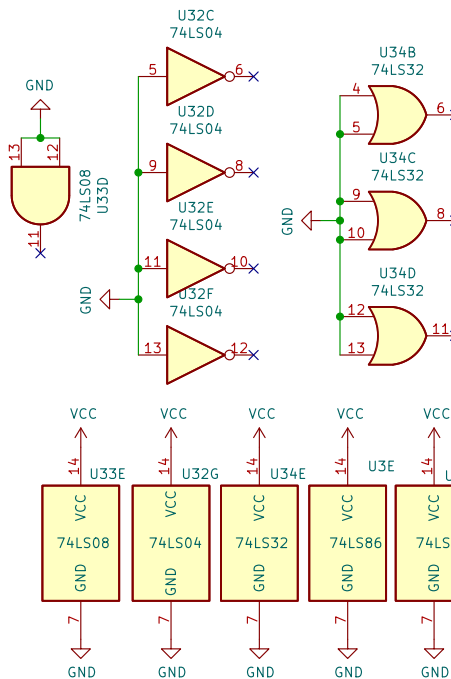 U32C
74LS04
5
6
U32D
74LS04
9
8
U32E
74LS04
11
10
U32F
74LS04
13
12
GND
GND
13
12
11
74LS08
U33D
U34B
74LS32
4
5
6
U34C
74LS32
9
10
8
GND
U34D
74LS32
12
13
11
VCC
VCC
VCC
VCC
VCC
14
14
14
14
14
U33E
U32G
U34E
U3E
VCC
VCC
VCC
VCC
VCC
74LS08
74LS04
74LS32
74LS86
74LS
GND
GND
GND
GND
GND
7
7
7
7
7
GND
GND
GND
GND
GND